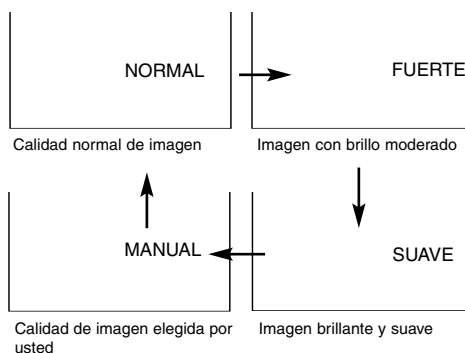 NORMAL
FUERTE
Calidad normal de imagen
Imagen con brillo moderado
MANUAL
SUAVE
Calidad de imagen elegida por
usted
Imagen brillante y suave